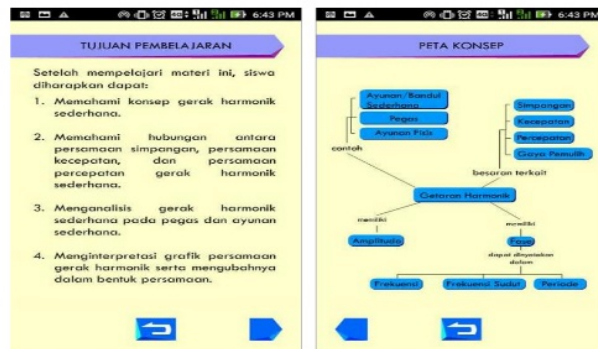 6:43 PM
TUJUAN PEMBELAJARAN
Setelah mempelajari materi ini, siswa
diharapkan dapat:
1. Memahami konsep gerak harmonik
sederhana.
2. Memahami hubungan antara
persamaan simpangan, persamaan
kecepatan, dan persamaan
percepatan gerak harmonik
sederhana.
3. Menganalisis gerak harmonik
sederhana pada pegas dan ayunan
sederhana.
4. Menginterpretasi grafik persamaan
gerak harmonik serta mengubahnya
dalam bentuk persamaan.
6:43 PM
PETA KONSEP
Ayunan/Bandul
Sederhana
Pegas
Ayunan Fisis
contoh
Simpangan
Kecepatan
Percepatan
Gaya Pemulih
besaran terkait
Getaran Harmonik
memiliki
memiliki
Amplitudo
Fase
dapat dinyatakan
dalam
Frekuensi
Frekuensi Sudut
Periode